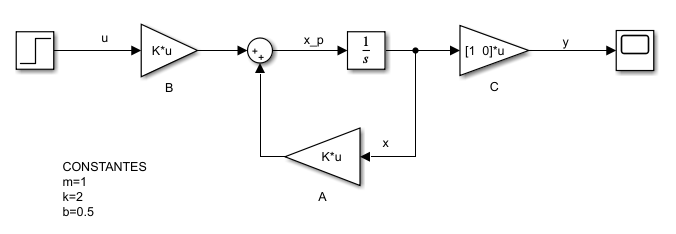 u
K*u
B
+
+
x_p
1
s
[1 0]*u
C
y
x
K*u
A
CONSTANTES
m=1
k=2
b=0.5